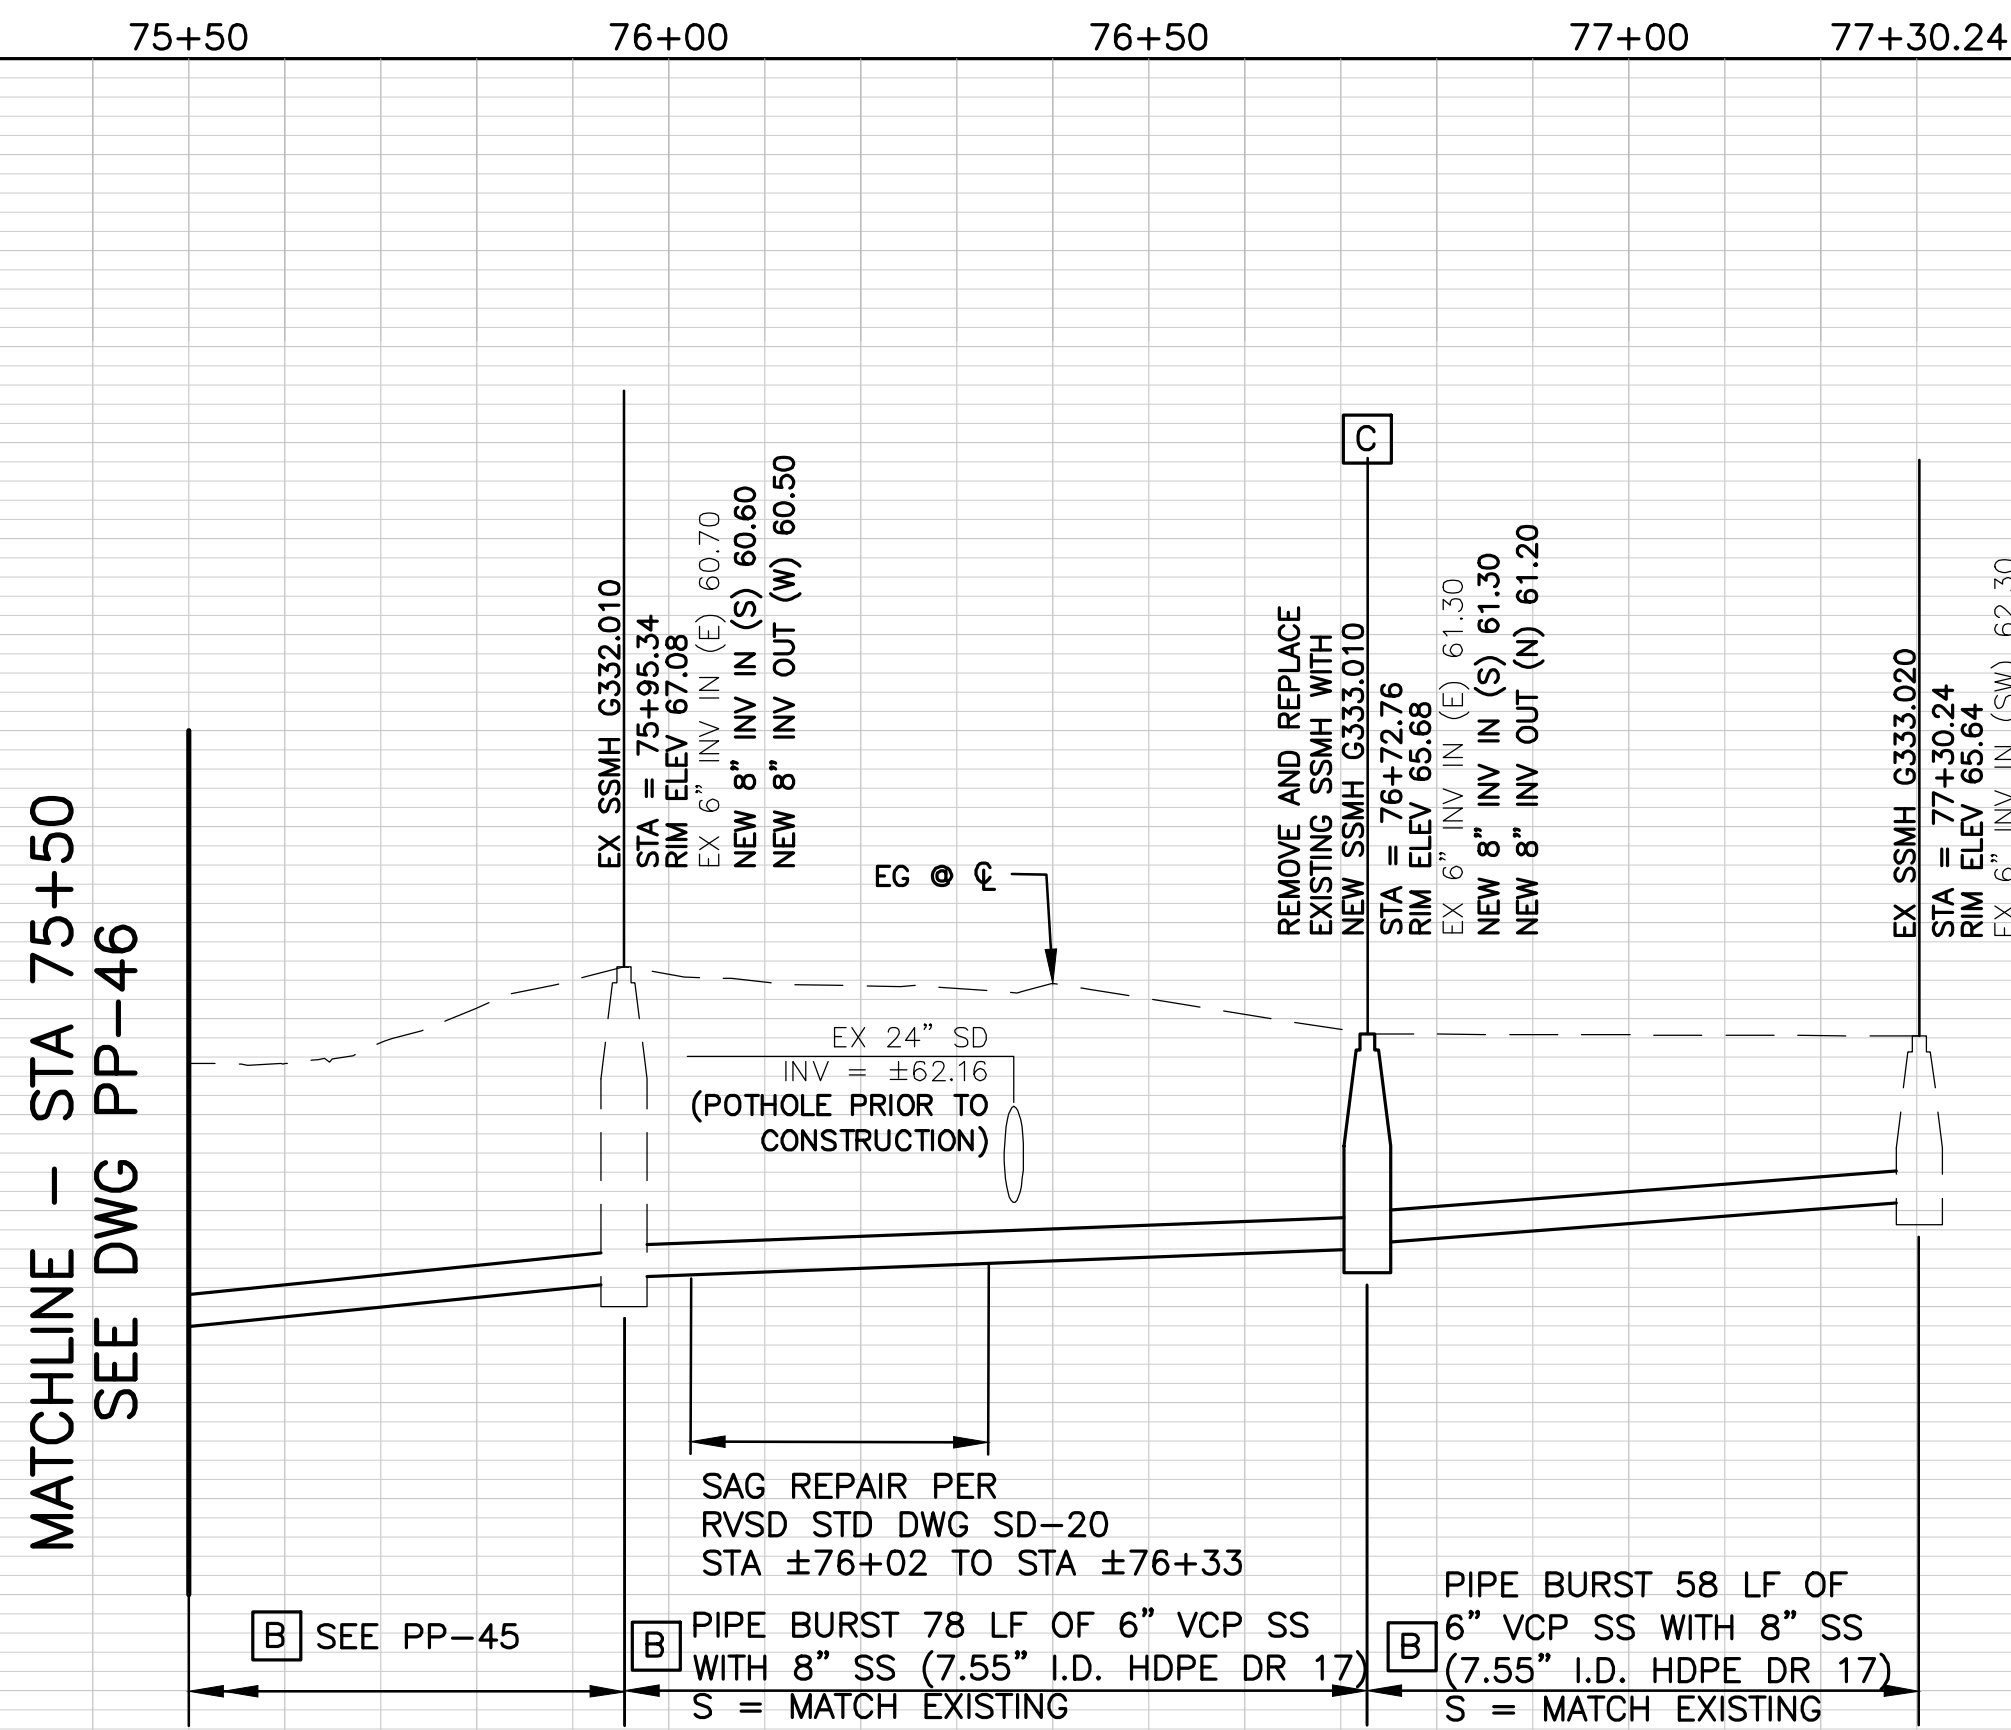 75+50
76+00
76+50
77+00
77+30.24
MATCHLINE - STA 75+50
SEE DWG PP-46
EX SSMH G332.010
STA = 75+95.34
RIM ELEV 67.08
EX 6" INV IN (E) 60.70
NEW 8" INV IN (S) 60.60
NEW 8" INV OUT (W) 60.50
EG @ ℄
EX 24" SD
INV = ±62.16
(POTHOLE PRIOR TO
CONSTRUCTION)
C
REMOVE AND REPLACE
EXISTING SSMH WITH
NEW SSMH G333.010
STA = 76+72.76
RIM ELEV 65.68
EX 6" INV IN (E) 61.30
NEW 8" INV IN (S) 61.30
NEW 8" INV OUT (N) 61.20
EX SSMH G333.020
STA = 77+30.24
RIM ELEV 65.64
EX 6" INV IN (SW) 62.30
SAG REPAIR PER
RVSD STD DWG SD-20
STA ±76+02 TO STA ±76+33
B SEE PP-45
B PIPE BURST 78 LF OF 6" VCP SS
WITH 8" SS (7.55" I.D. HDPE DR 17)
S = MATCH EXISTING
B PIPE BURST 58 LF OF
6" VCP SS WITH 8" SS
(7.55" I.D. HDPE DR 17)
S = MATCH EXISTING